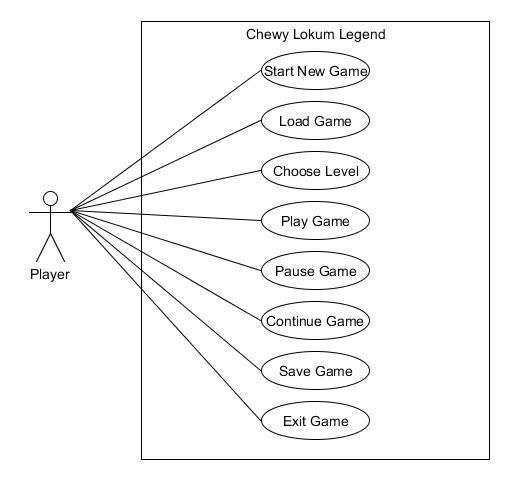 Chewy Lokum Legend
Start New Game
Load Game
Choose Level
Play Game
Player
Pause Game
Continue Game
Save Game
Exit Game